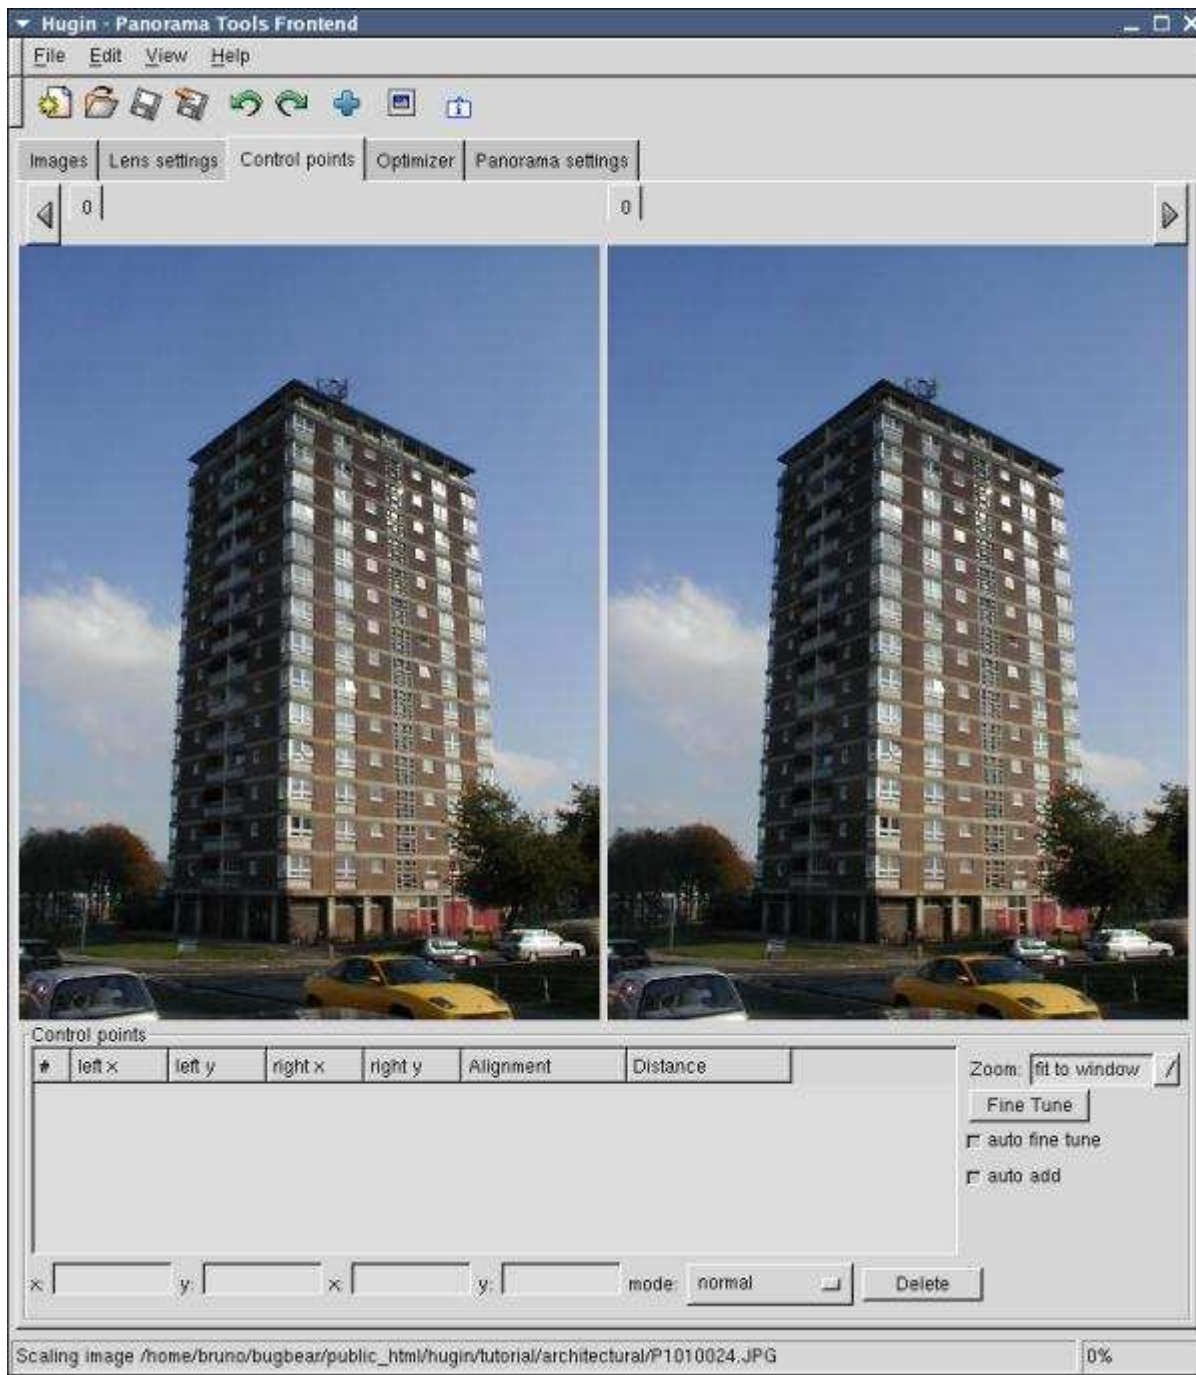 Hugin - Panorama Tools Frontend
File Edit View Help
Images Lens settings Control points Optimizer Panorama settings
0 0
Control points
# left x left y right x right y Alignment Distance
Zoom: fit to window
Fine Tune
auto fine tune
auto add
x: y: x: y: mode: normal Delete
Scaling image /home/bruno/bugbear/public_html/hugin/tutorial/architectural/P1010024.JPG 0%